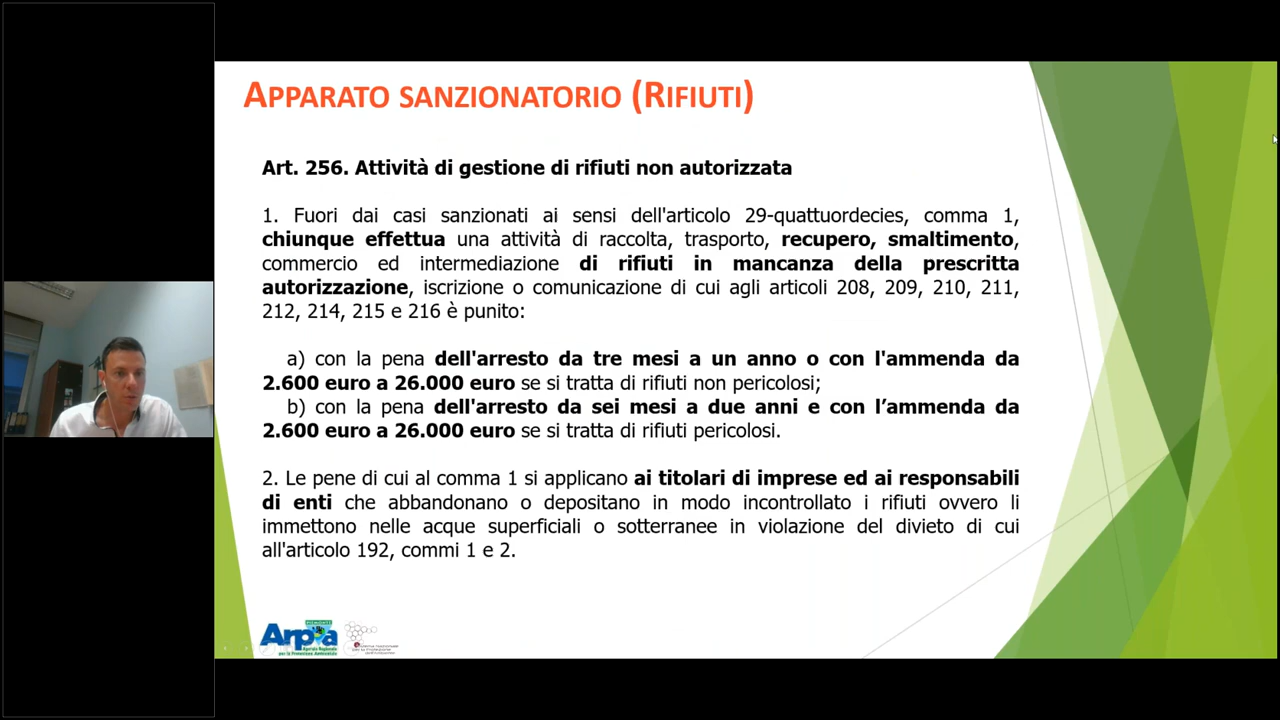 APPARATO SANZIONATORIO (RIFIUTI)
Art. 256. Attività di gestione di rifiuti non autorizzata
1. Fuori dai casi sanzionati ai sensi dell'articolo 29-quattuordecies, comma 1,
chiunque effettua una attività di raccolta, trasporto, recupero, smaltimento,
commercio ed intermediazione di rifiuti in mancanza della prescritta
autorizzazione, iscrizione o comunicazione di cui agli articoli 208, 209, 210, 211,
212, 214, 215 e 216 è punito:
a) con la pena dell'arresto da tre mesi a un anno o con l'ammenda da
2.600 euro a 26.000 euro se si tratta di rifiuti non pericolosi;
b) con la pena dell'arresto da sei mesi a due anni e con l’ammenda da
2.600 euro a 26.000 euro se si tratta di rifiuti pericolosi.
2. Le pene di cui al comma 1 si applicano ai titolari di imprese ed ai responsabili
di enti che abbandonano o depositano in modo incontrollato i rifiuti ovvero li
immettono nelle acque superficiali o sotterranee in violazione del divieto di cui
all'articolo 192, commi 1 e 2.
PIEMONTE
Arpa
Agenzia Regionale
per la Protezione Ambientale